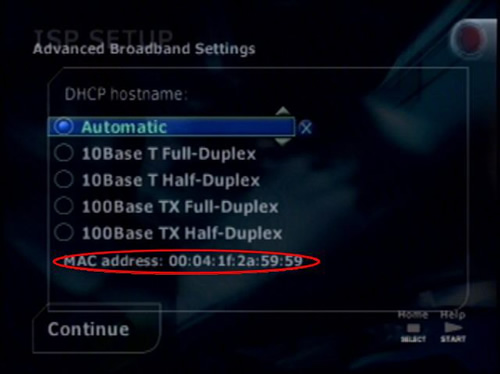 ISP SETUP
Advanced Broadband Settings
DHCP hostname:
Automatic
10Base T Full-Duplex
10Base T Half-Duplex
100Base TX Full-Duplex
100Base TX Half-Duplex
MAC address: 00:04:1f:2a:59:59
Continue
Home Help
SELECT START